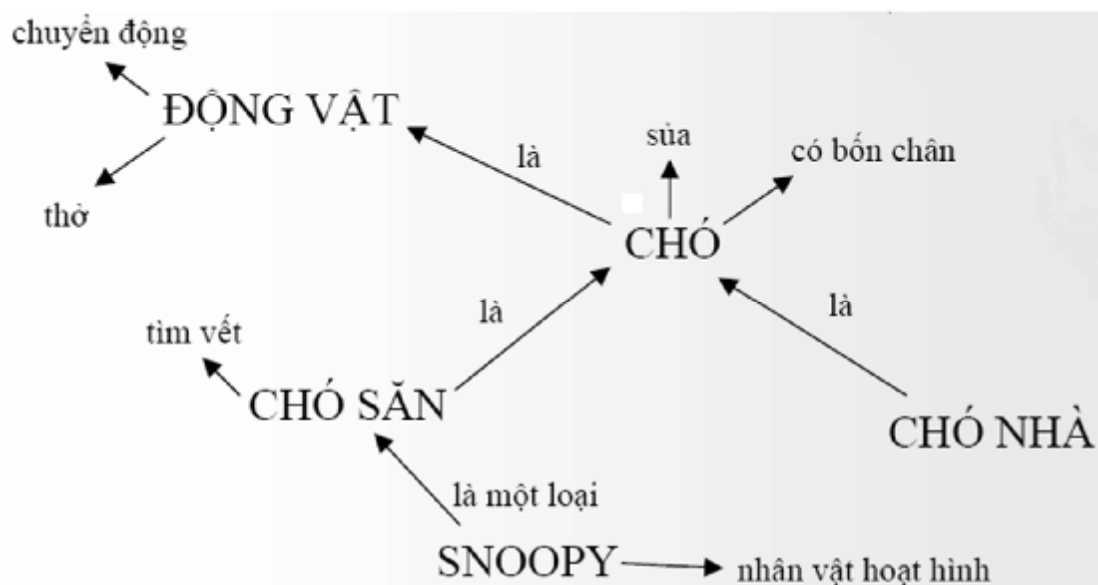 chuyển động
ĐỘNG VẬT
là
sủa
có bốn chân
thở
CHÓ
là
là
tìm vết
CHÓ SĂN
CHÓ NHÀ
là một loại
SNOOPY
nhân vật hoạt hình